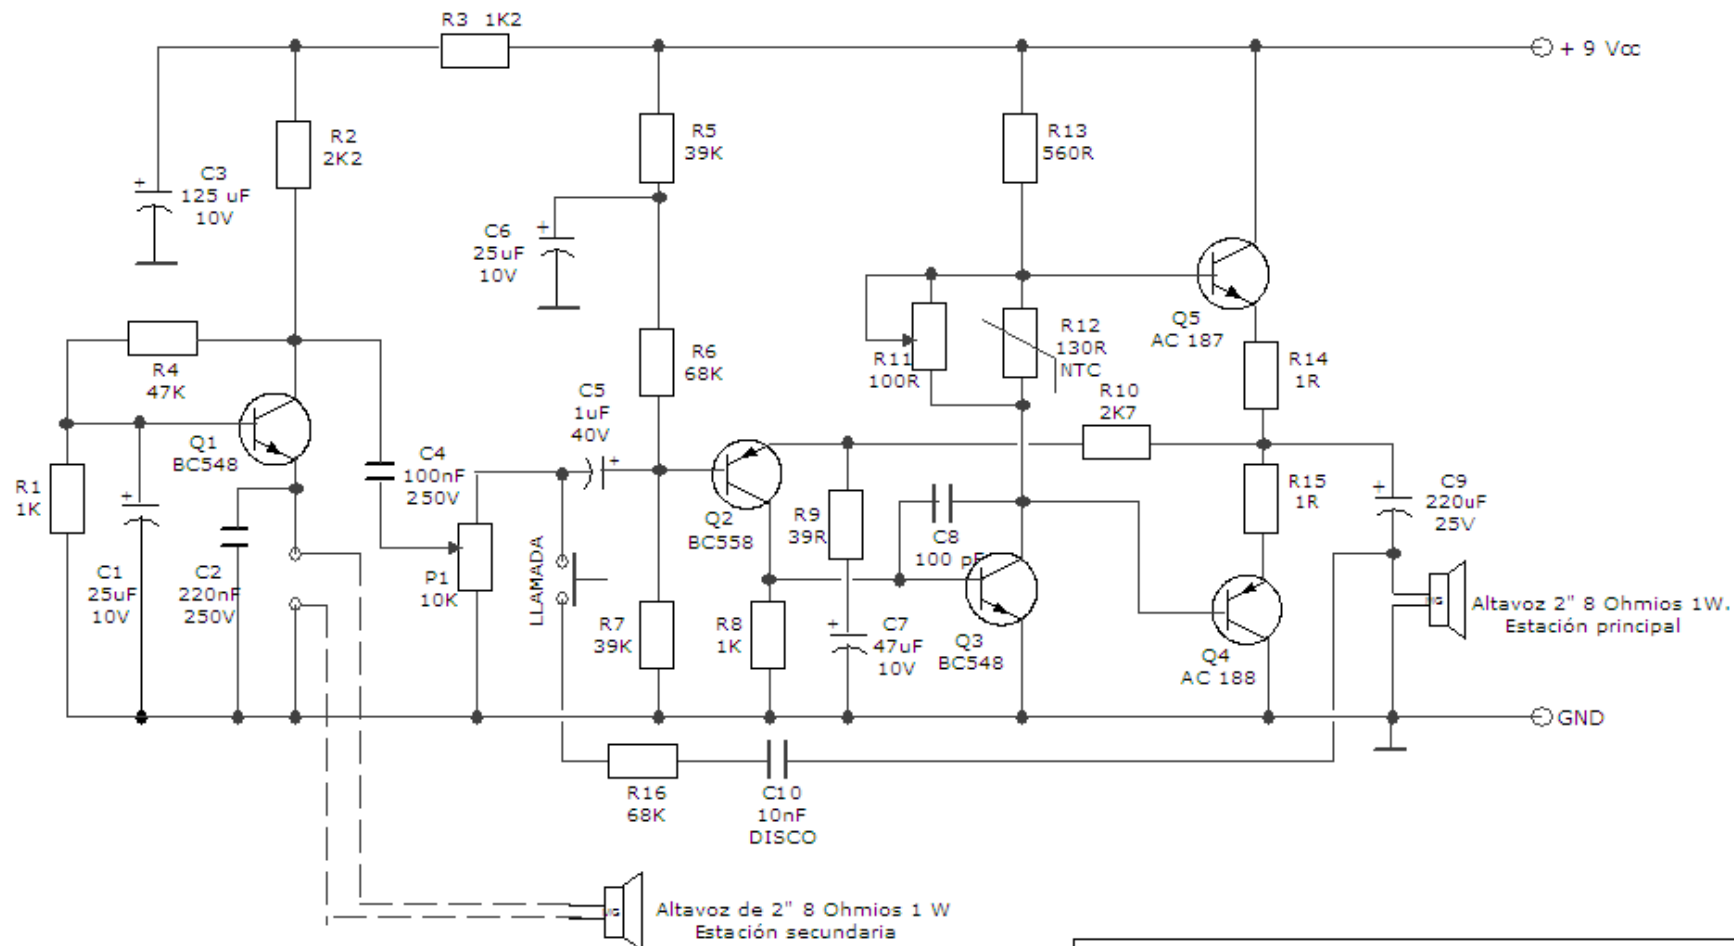 R3 1K2
+ 9 Vcc
R2
2K2
R5
39K
R13
560R
C3
125 uF
10V
+
C6
25uF
10V
+
Q5
AC 187
R4
47K
R6
68K
R11
100R
R12
130R
NTC
R14
1R
C5
1uF
40V
+
R10
2K7
Q1
BC548
C4
100nF
250V
R1
1K
+
Q2
BC558
R9
39R
C8
100 pF
R15
1R
C9
220uF
25V
+
C1
25uF
10V
C2
220nF
250V
P1
10K
LLAMADA
R7
39K
R8
1K
+
C7
47uF
10V
Q3
BC548
Q4
AC 188
Altavoz 2" 8 Ohmios 1W.
Estación principal
GND
R16
68K
C10
10nF
DISCO
Altavoz de 2" 8 Ohmios 1 W
Estación secundaria